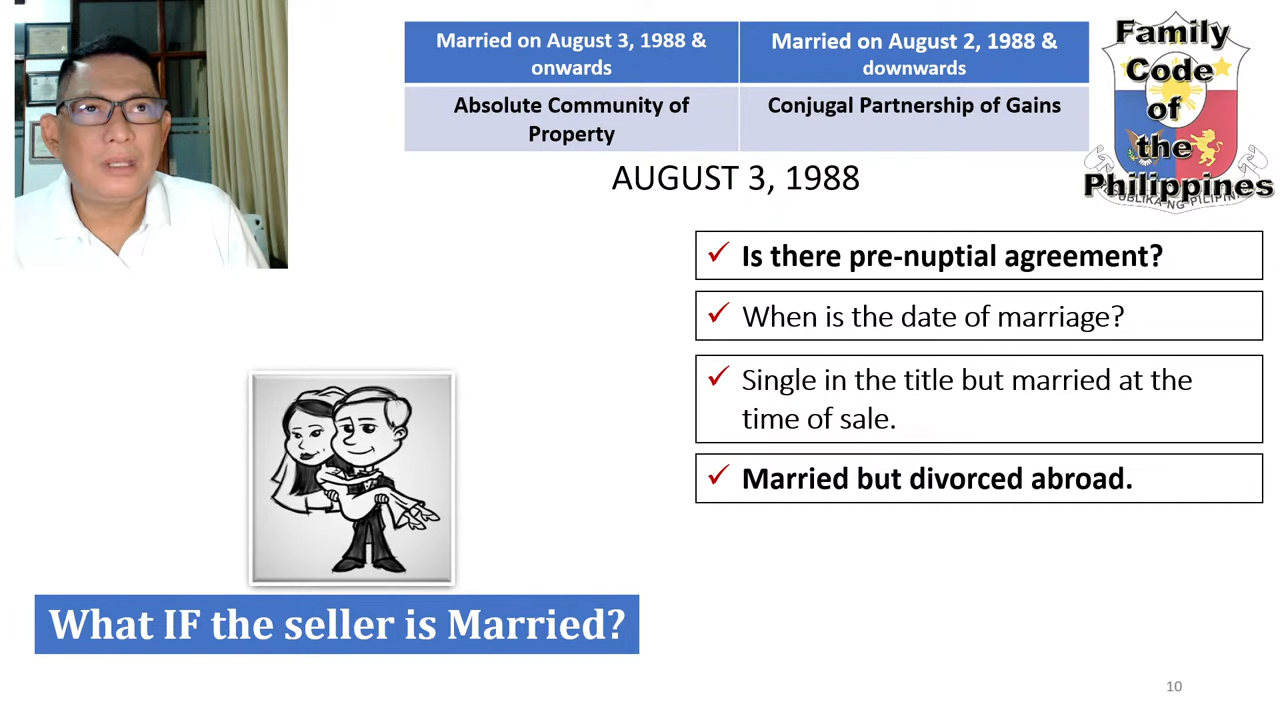 Married on August 3, 1988 &
onwards
Married on August 2, 1988 &
downwards
Absolute Community of
Property
Conjugal Partnership of Gains
AUGUST 3, 1988
Family
Code
of
the
Philippines
✓ Is there pre-nuptial agreement?
✓ When is the date of marriage?
✓ Single in the title but married at the
time of sale.
✓ Married but divorced abroad.
What IF the seller is Married?
10